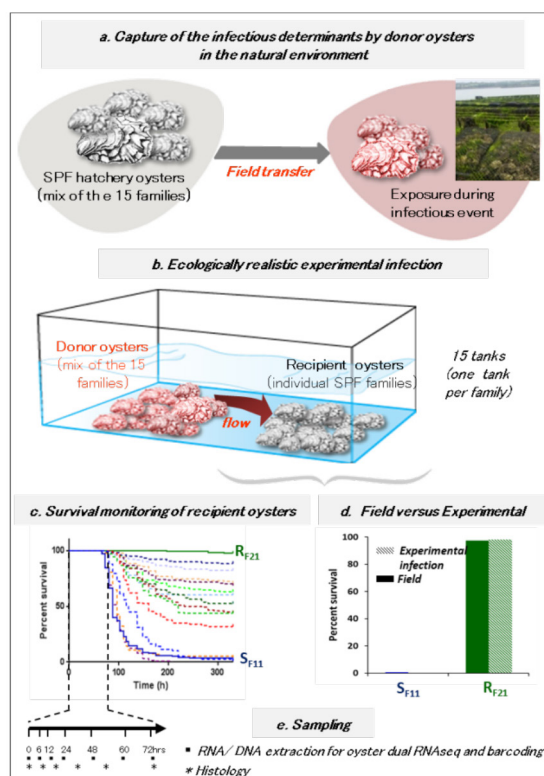 a. Capture of the infectious determinants by donor oysters
in the natural environment
SPF hatchery oysters
(mix of the 15 families)
Field transfer
Exposure during
infectious event
b. Ecologically realistic experimental infection
Donor oysters
(mix of the 15
families)
Recipient oysters
(individual SPF families)
flow
15 tanks
(one tank
per family)
c. Survival monitoring of recipient oysters
Percent survival
100
50
0
0
100
200
300
Time (h)
R F21
S F11
d. Field versus Experimental
Percent survival
100
80
60
40
20
0
Experimental
infection
Field
S F11
R F21
e. Sampling
0 6 12 24 48 60 72hrs
▪ RNA/ DNA extraction for oyster dual RNAseq and barcoding
* Histology